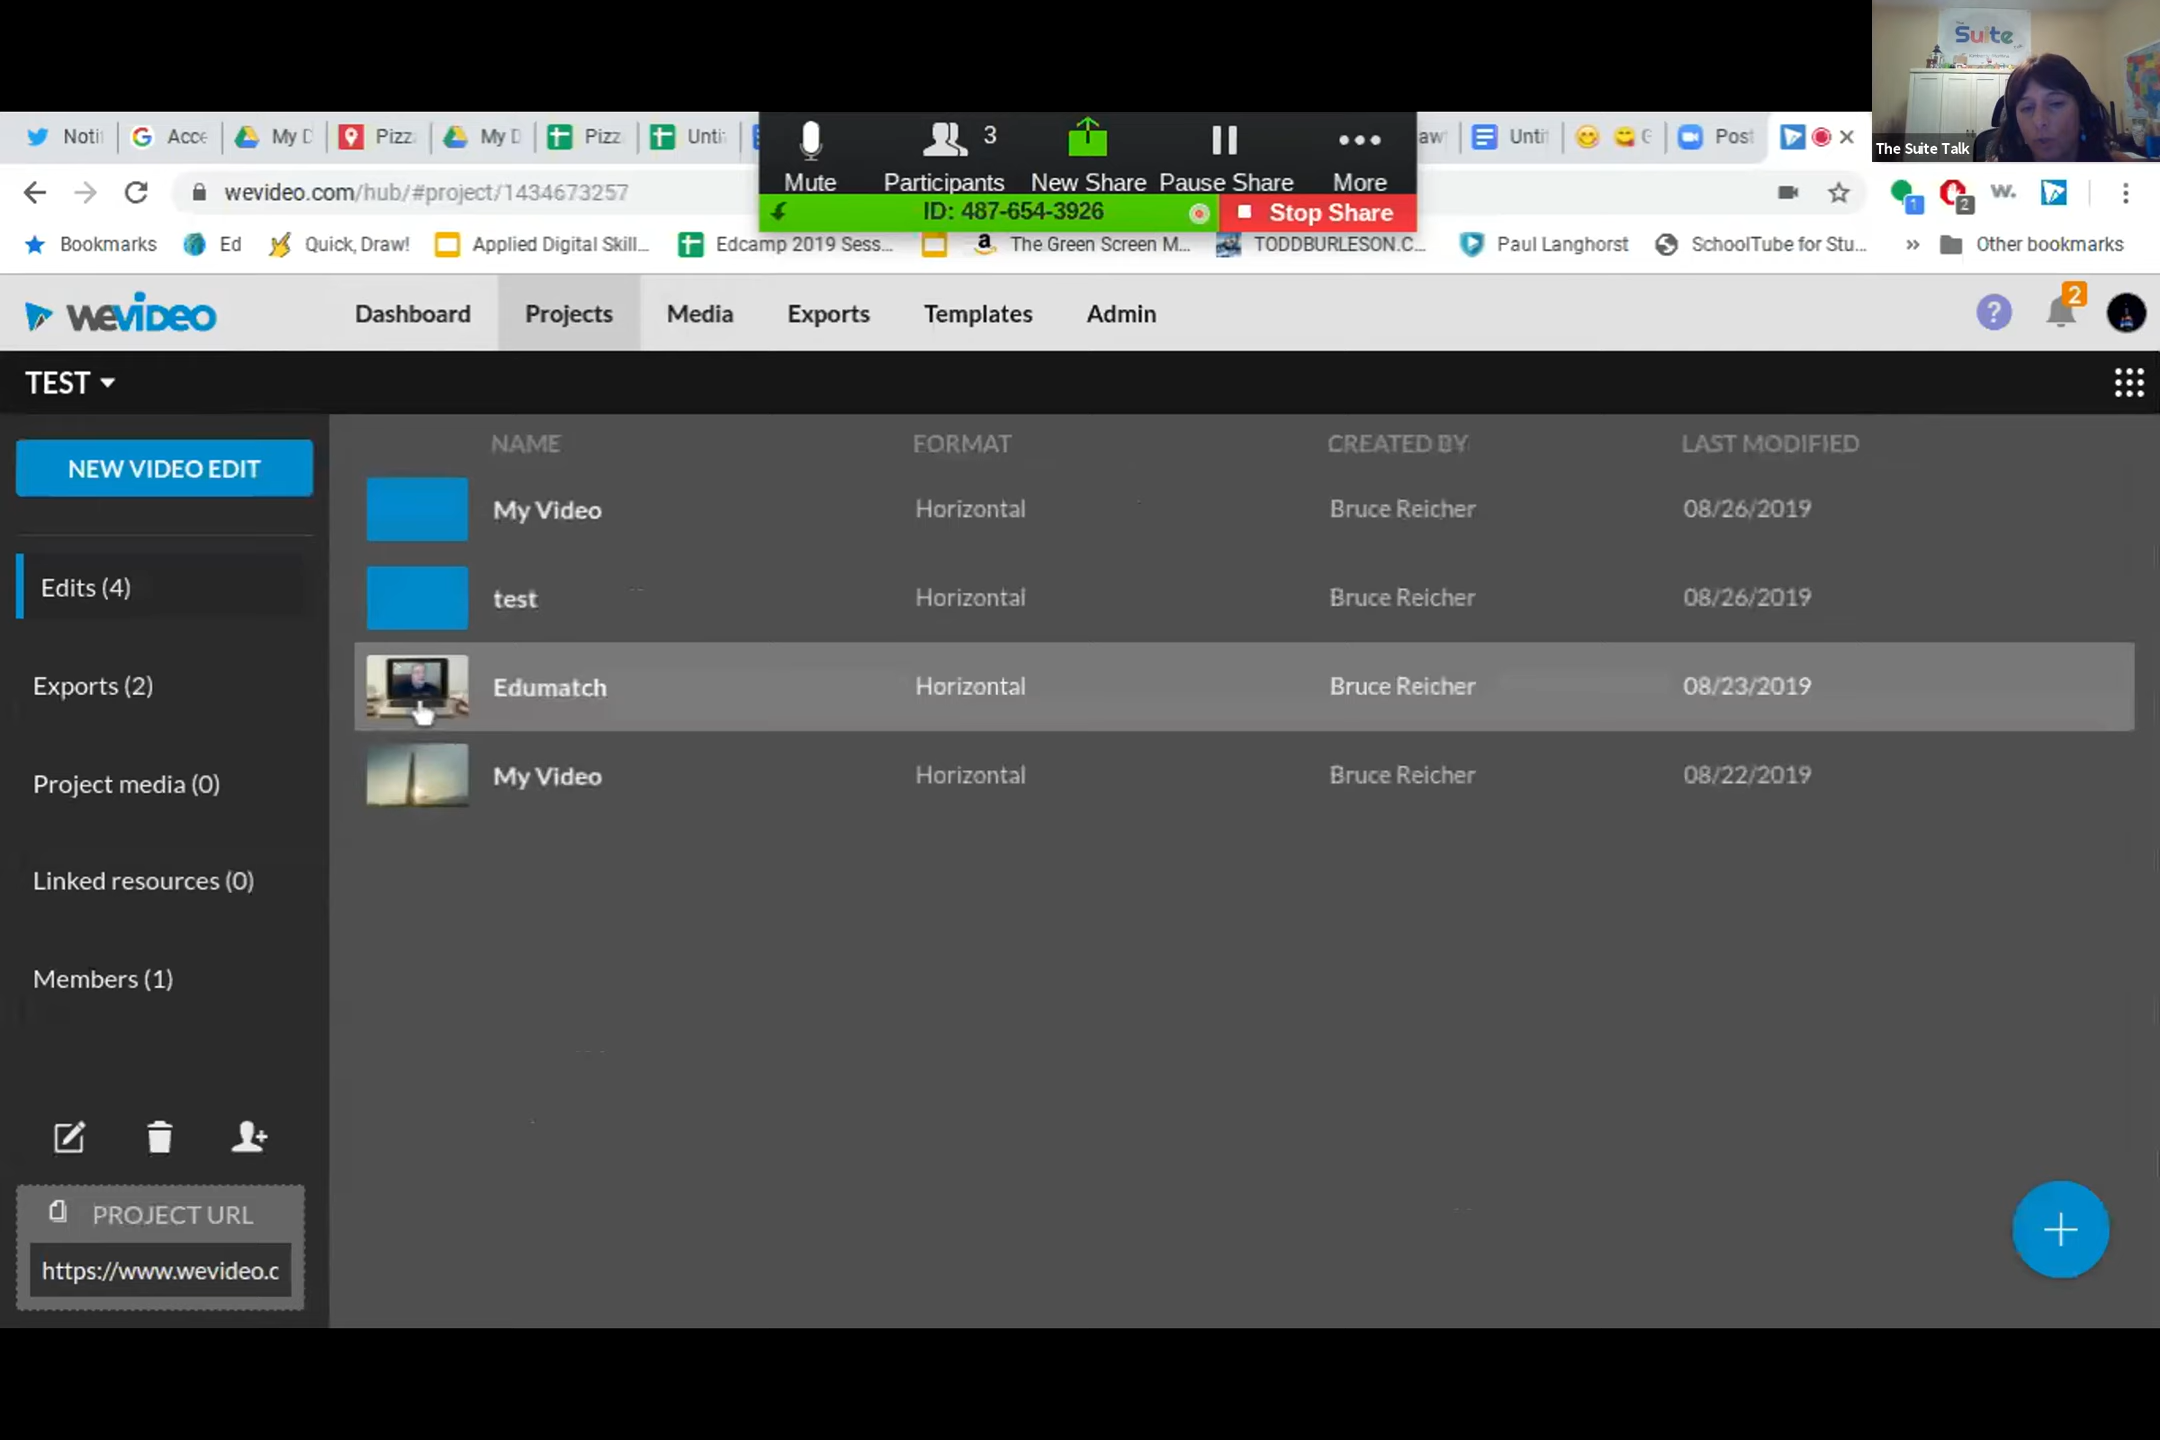 Suite
The Suite Talk
Noti
Acce
My D
Pizz
My D
Pizz
Unti
aw
Unti
G
Post
Mute
Participants
3
New Share
Pause Share
More
ID: 487-654-3926
Stop Share
wevideo.com/hub/#project/1434673257
1
2
w.
Bookmarks
Ed
Quick, Draw!
Applied Digital Skill...
Edcamp 2019 Sess...
The Green Screen M...
TODDBURLESON.C...
Paul Langhorst
SchoolTube for Stu...
»
Other bookmarks
WeVideo
Dashboard
Projects
Media
Exports
Templates
Admin
?
2
TEST
NEW VIDEO EDIT
Edits (4)
Exports (2)
Project media (0)
Linked resources (0)
Members (1)
PROJECT URL
https://www.wevideo.c
NAME FORMAT CREATED BY LAST MODIFIED
My Video Horizontal Bruce Reicher 08/26/2019
test Horizontal Bruce Reicher 08/26/2019
Edumatch Horizontal Bruce Reicher 08/23/2019
My Video Horizontal Bruce Reicher 08/22/2019